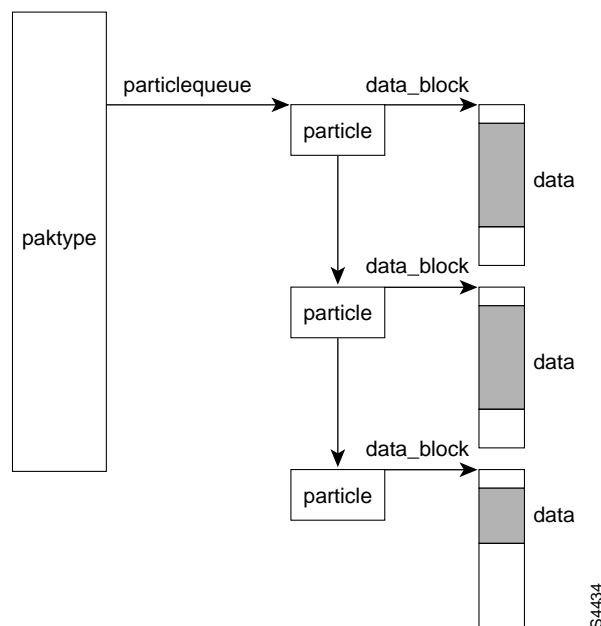 particlequeue
data_block
particle
data
paktype
data_block
particle
data
data_block
particle
data
S4434